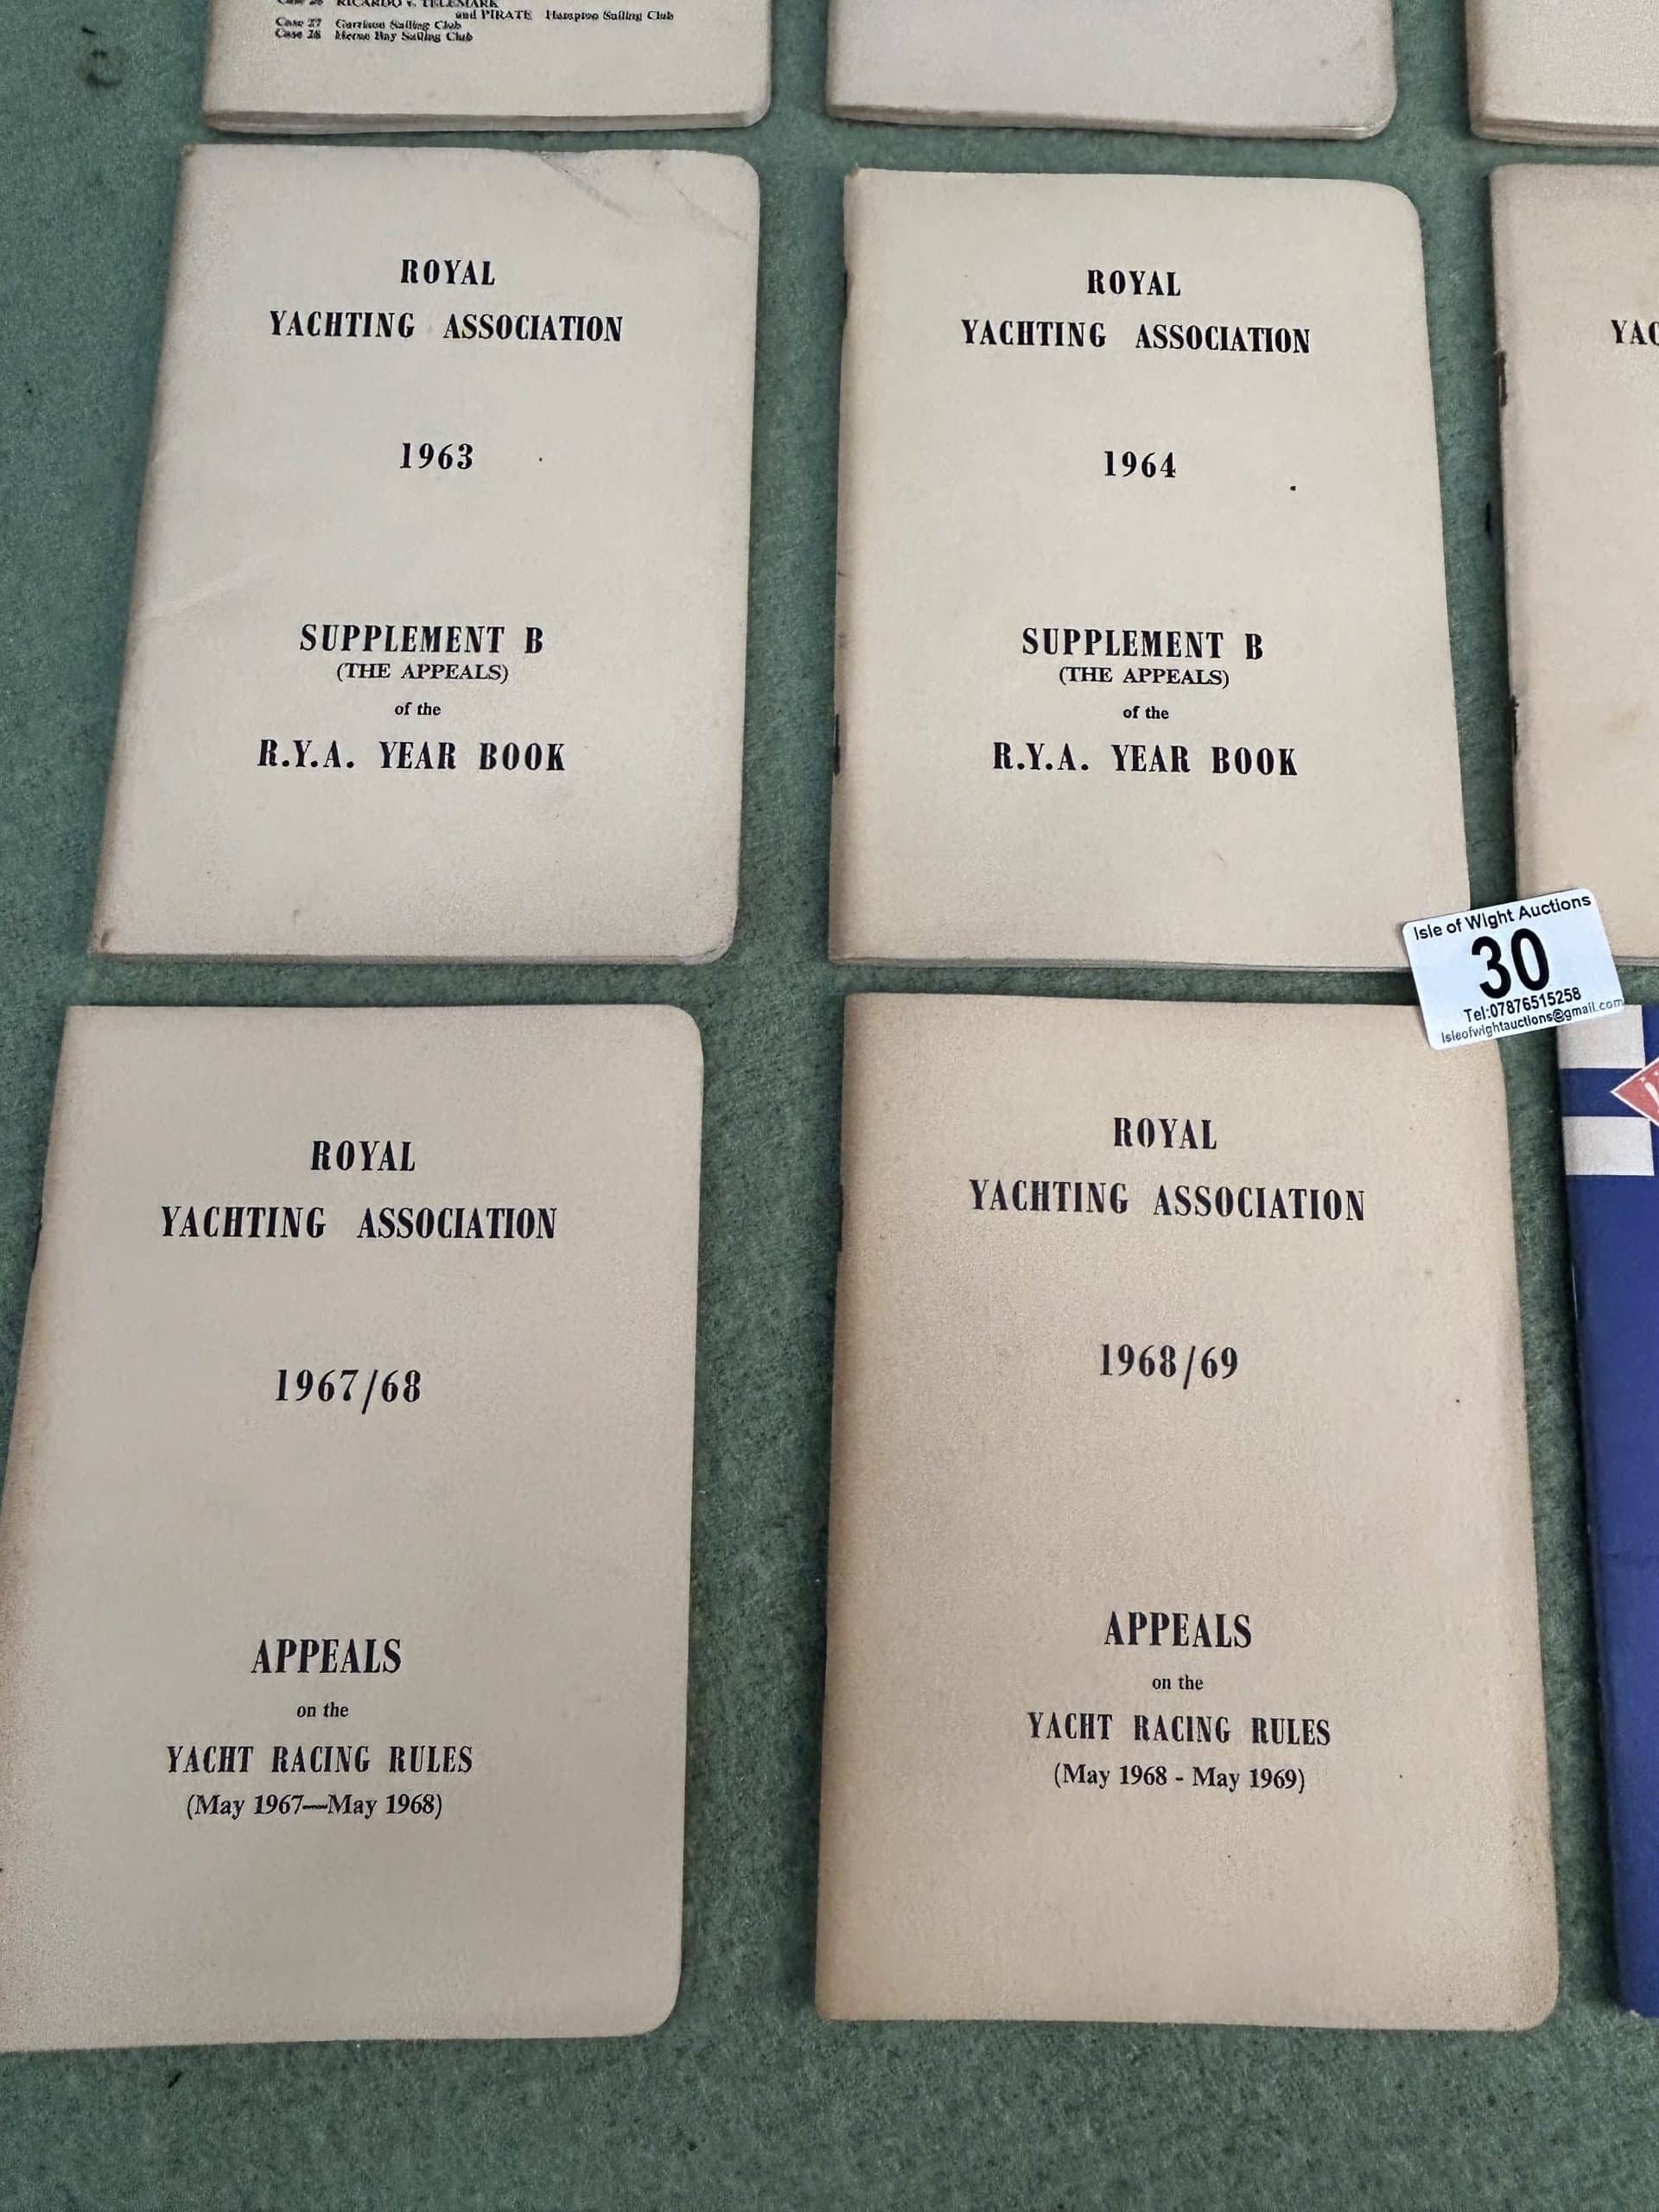 Case 26 RICARDO v. TELEMARK
and PIRATE Hampton Sailing Club
Case 27 Garrison Sailing Club
Case 28 Herne Bay Sailing Club
ROYAL
YACHTING ASSOCIATION
1963
SUPPLEMENT B
(THE APPEALS)
of the
R.Y.A. YEAR BOOK
ROYAL
YACHTING ASSOCIATION
1964
SUPPLEMENT B
(THE APPEALS)
of the
R.Y.A. YEAR BOOK
YAC
Isle of Wight Auctions
30
Tel:07876515258
isleofwightauctions@gmail.com
ROYAL
YACHTING ASSOCIATION
1967/68
APPEALS
on the
YACHT RACING RULES
(May 1967—May 1968)
ROYAL
YACHTING ASSOCIATION
1968/69
APPEALS
on the
YACHT RACING RULES
(May 1968 - May 1969)